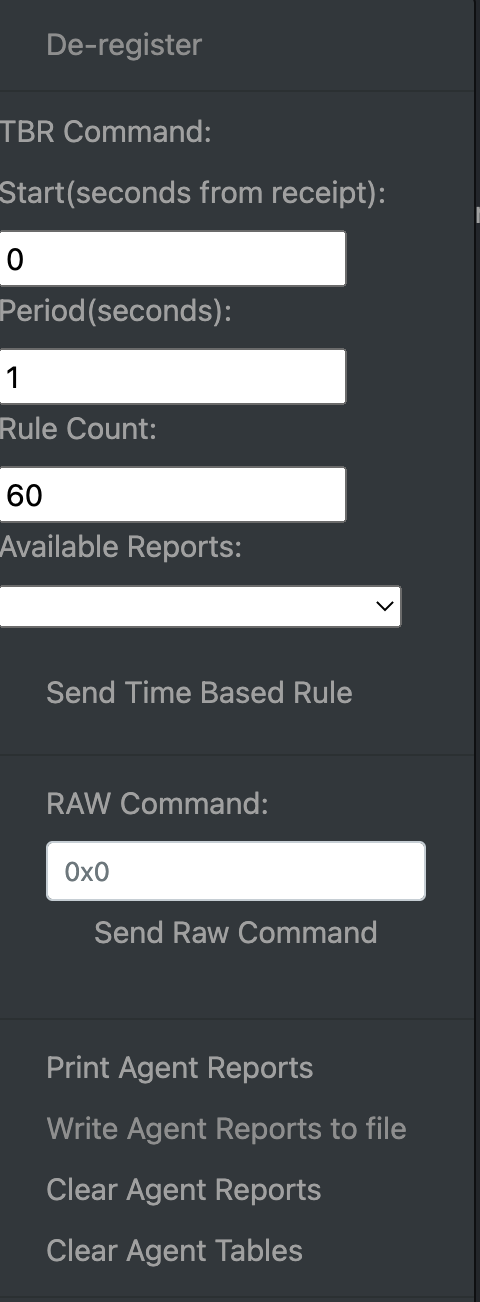 De-register
TBR Command:
Start(seconds from receipt):
0
Period(seconds):
1
Rule Count:
60
Available Reports:
Send Time Based Rule
RAW Command:
0x0
Send Raw Command
Print Agent Reports
Write Agent Reports to file
Clear Agent Reports
Clear Agent Tables